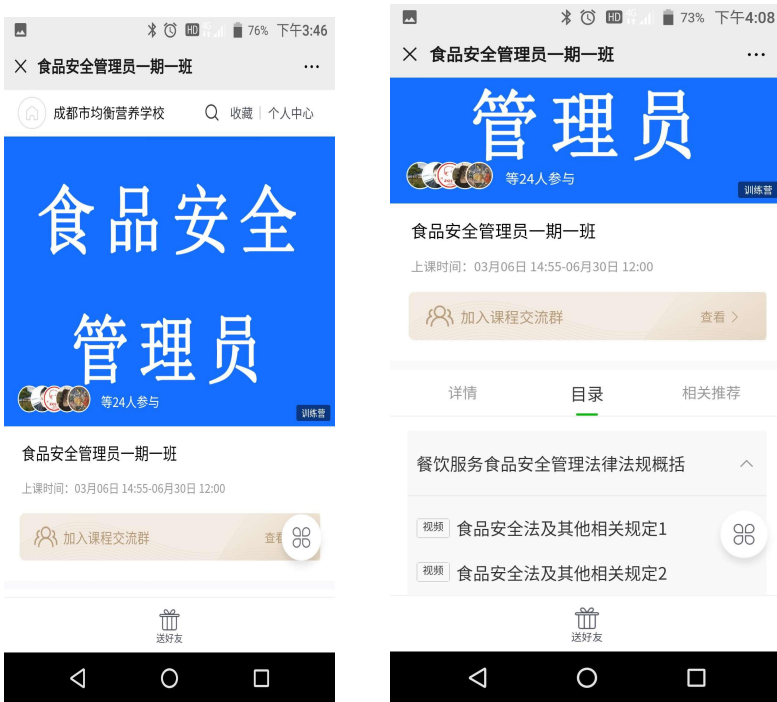 HD 76% 下午3:46
食品安全管理员一期一班
成都市均衡营养学校 收藏 个人中心
食品安全
管理员
等24人参与
训练营
食品安全管理员一期一班
上课时间：03月06日 14:55-06月30日 12:00
加入课程交流群
送好友
HD 73% 下午4:08
食品安全管理员一期一班
管理员
等24人参与
训练营
食品安全管理员一期一班
上课时间：03月06日 14:55-06月30日 12:00
加入课程交流群 查看
详情 目录 相关推荐
餐饮服务食品安全管理法律法规概括
视频 食品安全法及其他相关规定1
视频 食品安全法及其他相关规定2
送好友